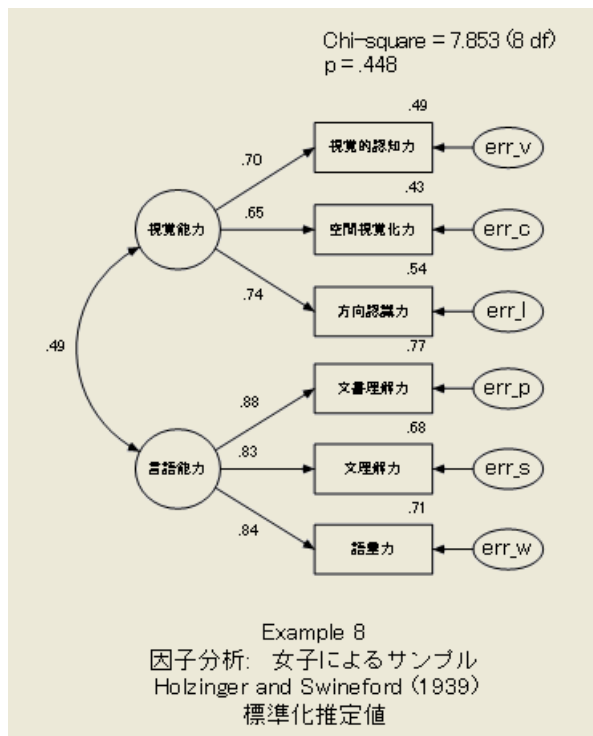 Chi-square = 7.853 (8 df)
p = .448
.49
視覚的認知力
err_v
.70
.43
.65
視覚能力
空間視覚化力
err_c
.54
.74
方向認識力
err_l
.49
.77
文書理解力
err_p
.88
.68
.83
言語能力
文理解力
err_s
.71
.84
語彙力
err_w
Example 8
因子分析: 女子によるサンプル
Holzinger and Swineford (1939)
標準化推定値